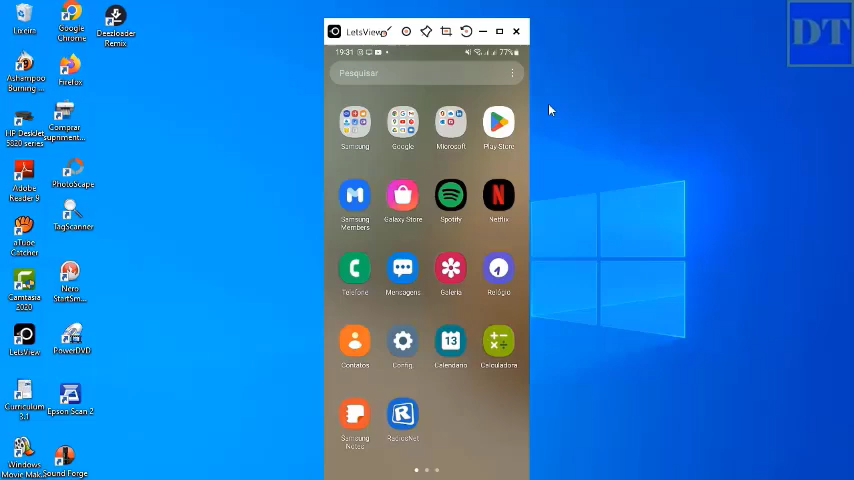 Lixeira
Google
Chrome
Deezloader
Remix
Ashampoo
Burning ...
Firefox
HP Deskjet
5820 series
Comprar
suprimento...
Adobe
Reader 9
PhotoScape
aTube
Catcher
TagScanner
Camtasia
2020
Nero
StartSm...
LetsView
PowerDVD
Curriculum
3.1
Epson Scan 2
Windows
Movie Mak...
Sound Forge
LetsView
19:31
77%
Pesquisar
Samsung
Google
Microsoft
Play Store
Samsung
Members
Galaxy Store
Spotify
Netflix
Telefone
Mensagens
Galeria
Relógio
Contatos
Config.
13
Calendário
Calculadora
Samsung
Notes
RadiosNet
DT